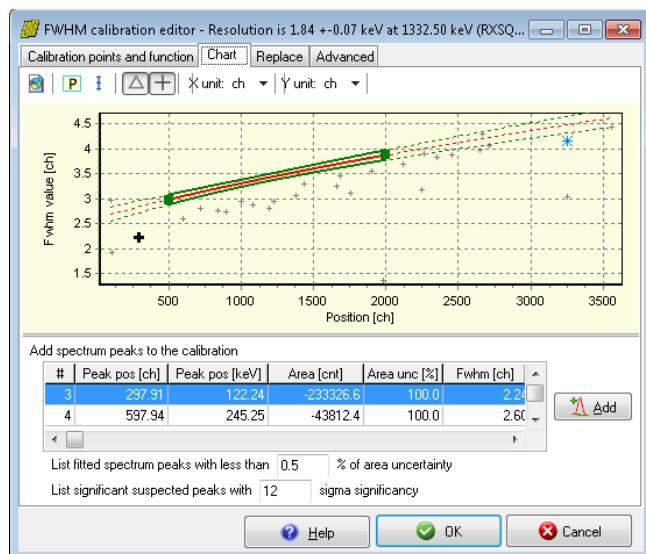 FWHM calibration editor - Resolution is 1.84 +-0.07 keV at 1332.50 keV (RXSQ...
Calibration points and function Chart Replace Advanced
P X unit: ch Y unit: ch
4.5
4
3.5
3
2.5
2
1.5
Fwhm value [ch]
500 1000 1500 2000 2500 3000 3500
Position [ch]
Add spectrum peaks to the calibration
# Peak pos [ch] Peak pos [keV] Area [cnt] Area unc [%] Fwhm [ch]
3 297.91 122.24 -233326.6 100.0 2.24
4 597.94 245.25 -43812.4 100.0 2.60
Add
List fitted spectrum peaks with less than 0.5 % of area uncertainty
List significant suspected peaks with 12 sigma significancy
Help OK Cancel